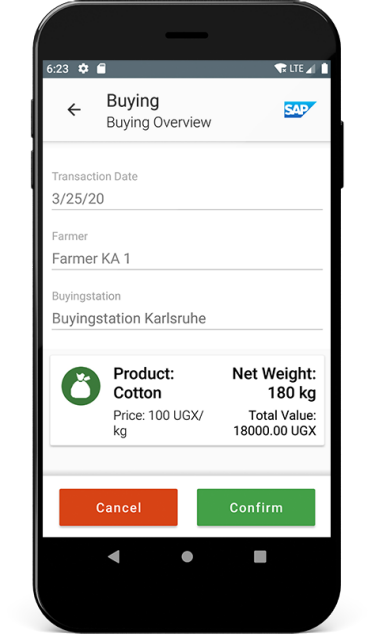 6:23 LTE
Buying
Buying Overview
SAP
Transaction Date
3/25/20
Farmer
Farmer KA 1
Buyingstation
Buyingstation Karlsruhe
Product:
Cotton
Price: 100 UGX/
kg
Net Weight:
180 kg
Total Value:
18000.00 UGX
Cancel
Confirm